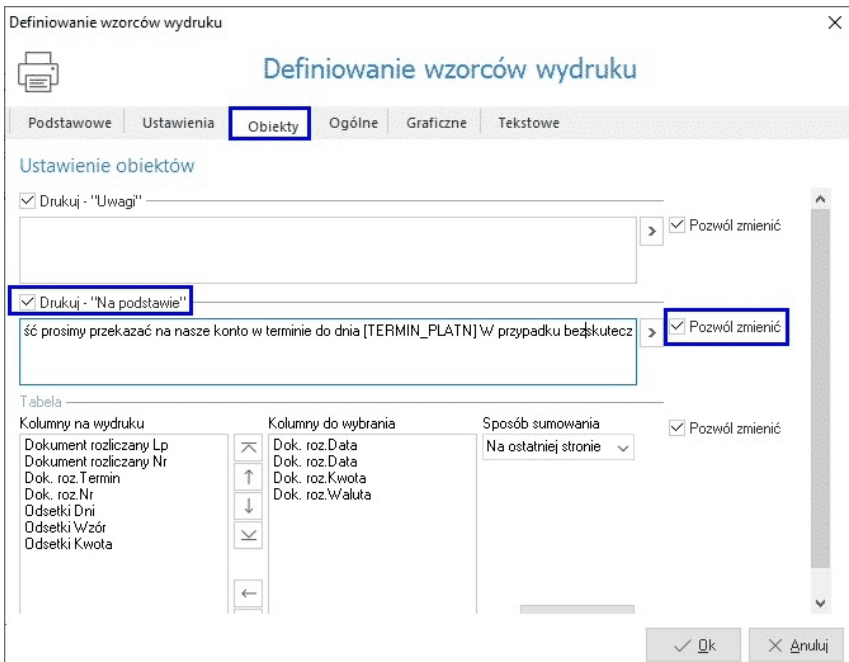 Definiowanie wzorców wydruku
Definiowanie wzorców wydruku
Podstawowe Ustawienia Obiekty Ogólne Graficzne Tekstowe
Ustawienie obiektów
Drukuj - "Uwagi"
Pozwól zmienić
Drukuj - "Na podstawie"
ść prosimy przekazać na nasze konto w terminie do dnia [TERMIN_PLATN] W przypadku bezskutecz
Pozwól zmienić
Tabela
Kolumny na wydruku
Dokument rozliczany Lp
Dokument rozliczany Nr
Dok. roz.Termin
Dok. roz.Nr
Odsetki Dni
Odsetki Wzór
Odsetki Kwota
Kolumny do wybrania
Dok. roz.Data
Dok. roz.Data
Dok. roz.Kwota
Dok. roz.Waluta
Sposób sumowania
Na ostatniej stronie
Pozwól zmienić
Ok
Anuluj